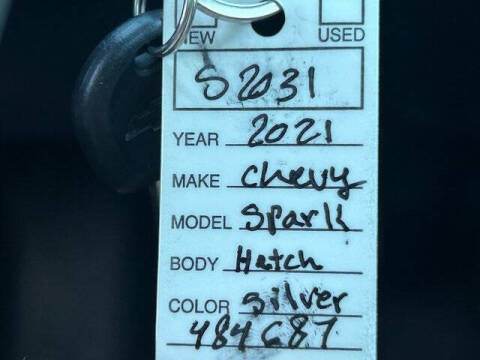 NEW USED
S2031
YEAR 2021
MAKE Chevy
MODEL Spark
BODY Hatch
COLOR Silver
484687